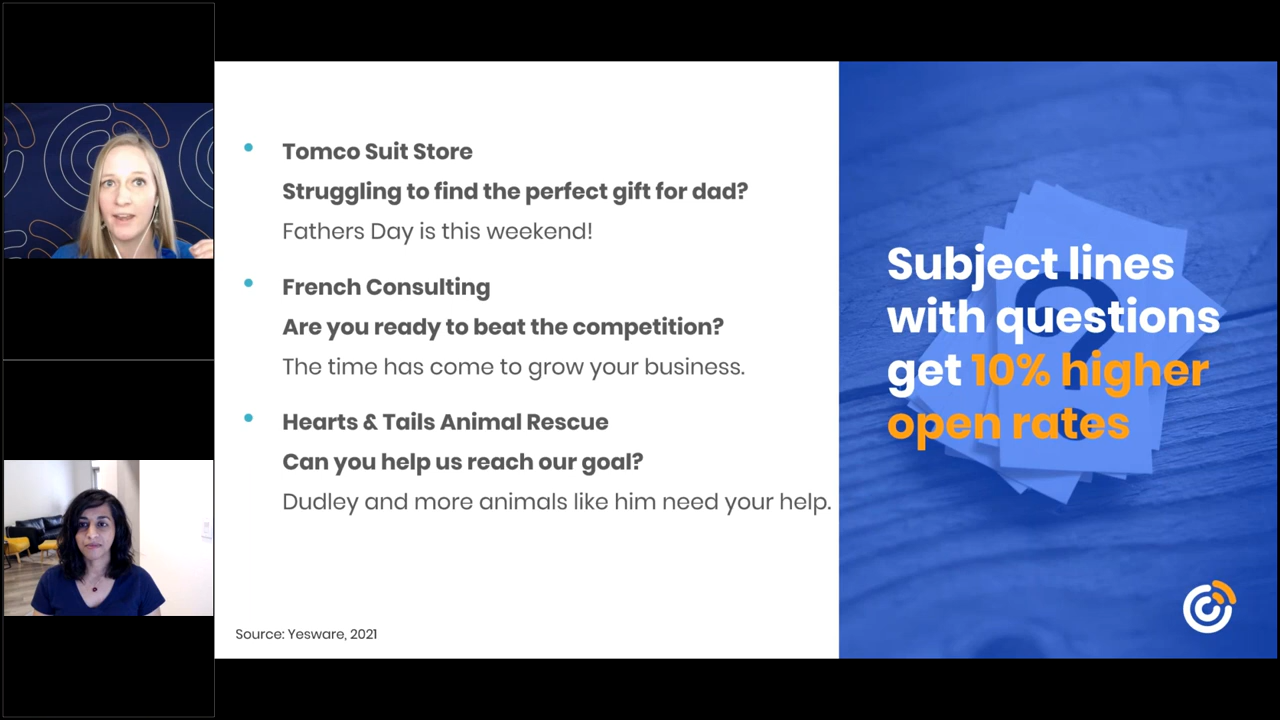 Tomco Suit Store
Struggling to find the perfect gift for dad?
Fathers Day is this weekend!
French Consulting
Are you ready to beat the competition?
The time has come to grow your business.
Hearts & Tails Animal Rescue
Can you help us reach our goal?
Dudley and more animals like him need your help.
Source: Yesware, 2021
Subject lines
with questions
get 10% higher
open rates
?